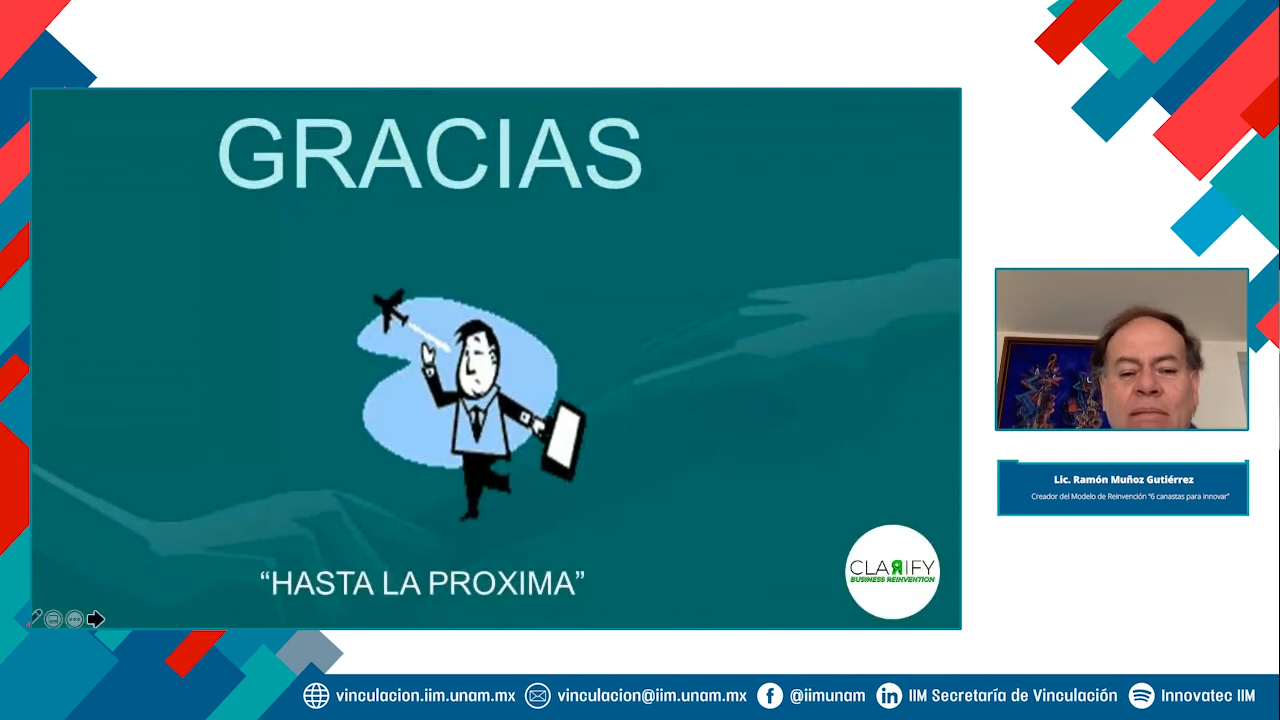 GRACIAS
“HASTA LA PROXIMA”
CLARIFY
BUSINESS REINVENTION
Lic. Ramón Muñoz Gutiérrez
Creador del Modelo de Reinvención “6 canastas para innovar”
vinculacion.iim.unam.mx
vinculacion@iim.unam.mx
@iimunam
IIM Secretaría de Vinculación
Innovatec IIM